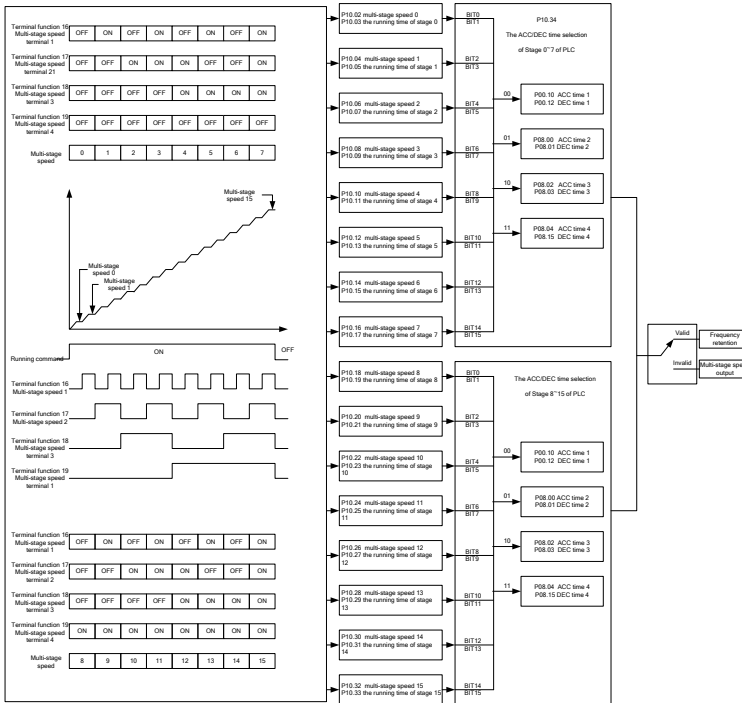 Terminal function 16
Multi-stage speed
terminal 1
OFF ON OFF ON OFF ON OFF ON
Terminal function 17
Multi-stage speed
terminal 21
OFF OFF ON ON OFF OFF ON ON
Terminal function 18
Multi-stage speed
terminal 3
OFF OFF OFF OFF ON ON ON ON
Terminal function 19
Multi-stage speed
terminal 4
OFF OFF OFF OFF OFF OFF OFF OFF
Multi-stage
speed
0 1 2 3 4 5 6 7
Multi-stage
speed 15
Multi-stage
speed 0
Multi-stage
speed 1
Running command
ON
OFF
Terminal function 16
Multi-stage speed 1
Terminal function 17
Multi-stage speed 2
Terminal function 18
Multi-stage speed
terminal 3
Terminal function 19
Multi-stage speed
terminal 1
Terminal function 16
Multi-stage speed
terminal 1
OFF ON OFF ON OFF ON OFF ON
Terminal function 17
Multi-stage speed
terminal 2
OFF OFF ON ON OFF OFF ON ON
Terminal function 18
Multi-stage speed
terminal 3
OFF OFF OFF OFF ON ON ON ON
Terminal function 19
Multi-stage speed
terminal 4
ON ON ON ON ON ON ON ON
Multi-stage
speed
8 9 10 11 12 13 14 15
P10.02 multi-stage speed 0
P10.03 the running time of stage 0
P10.04 multi-stage speed 1
P10.05 the running time of stage 1
P10.06 multi-stage speed 2
P10.07 the running time of stage 2
P10.08 multi-stage speed 3
P10.09 the running time of stage 3
P10.10 multi-stage speed 4
P10.11 the running time of stage 4
P10.12 multi-stage speed 5
P10.13 the running time of stage 5
P10.14 multi-stage speed 6
P10.15 the running time of stage 6
P10.16 multi-stage speed 7
P10.17 the running time of stage 7
P10.18 multi-stage speed 8
P10.19 the running time of stage 8
P10.20 multi-stage speed 9
P10.21 the running time of stage 9
P10.22 multi-stage speed 10
P10.23 the running time of stage
10
P10.24 multi-stage speed 11
P10.25 the running time of stage
11
P10.26 multi-stage speed 12
P10.27 the running time of stage
12
P10.28 multi-stage speed 13
P10.29 the running time of stage
13
P10.30 multi-stage speed 14
P10.31 the running time of stage
14
P10.32 multi-stage speed 15
P10.33 the running time of stage 15
BIT0
BIT1
BIT2
BIT3
BIT4
BIT5
BIT6
BIT7
BIT8
BIT9
BIT10
BIT11
BIT12
BIT13
BIT14
BIT15
P10.34
The ACC/DEC time selection
of Stage 0~7 of PLC
00
P00.10 ACC time 1
P00.12 DEC time 1
01
P08.00 ACC time 2
P08.01 DEC time 2
10
P08.02 ACC time 3
P08.03 DEC time 3
11
P08.04 ACC time 4
P08.15 DEC time 4
BIT0
BIT1
BIT2
BIT3
BIT4
BIT5
BIT6
BIT7
BIT8
BIT9
BIT10
BIT11
BIT12
BIT13
BIT14
BIT15
The ACC/DEC time selection
of Stage 8~15 of PLC
00
P00.10 ACC time 1
P00.12 DEC time 1
01
P08.00 ACC time 2
P08.01 DEC time 2
10
P08.02 ACC time 3
P08.03 DEC time 3
11
P08.04 ACC time 4
P08.15 DEC time 4
Valid
Frequency
retention
Invalid
Multi-stage spe
output